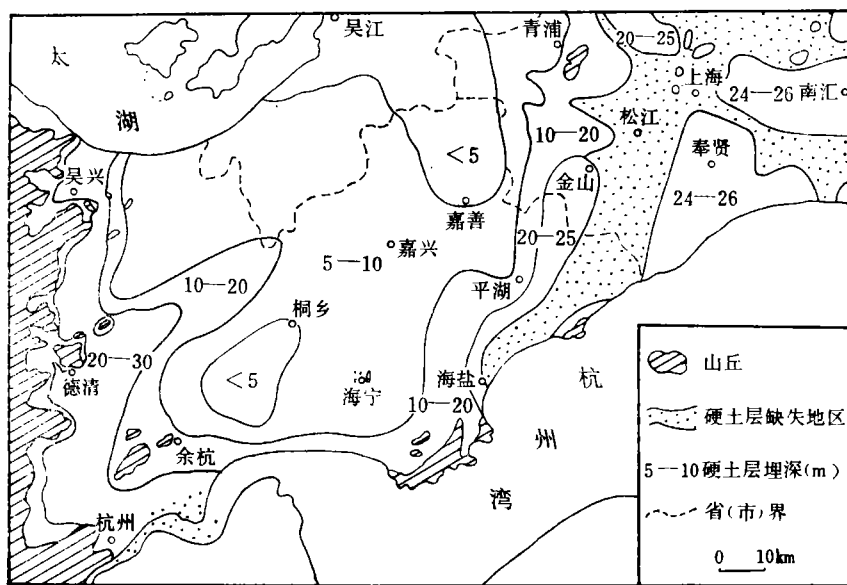 吴江
青浦
20—25
太
上海
24—26
南汇
湖
松江
10—20
<5
奉贤
吴兴
金山
24—26
嘉善
嘉兴
20—25
5—10
10—20
平湖
桐乡
20—30
<5
德清
海宁
海盐
杭
10—20
州
余杭
湾
杭州
山丘
硬土层缺失地区
5—10硬土层埋深(m)
省(市)界
0 10km